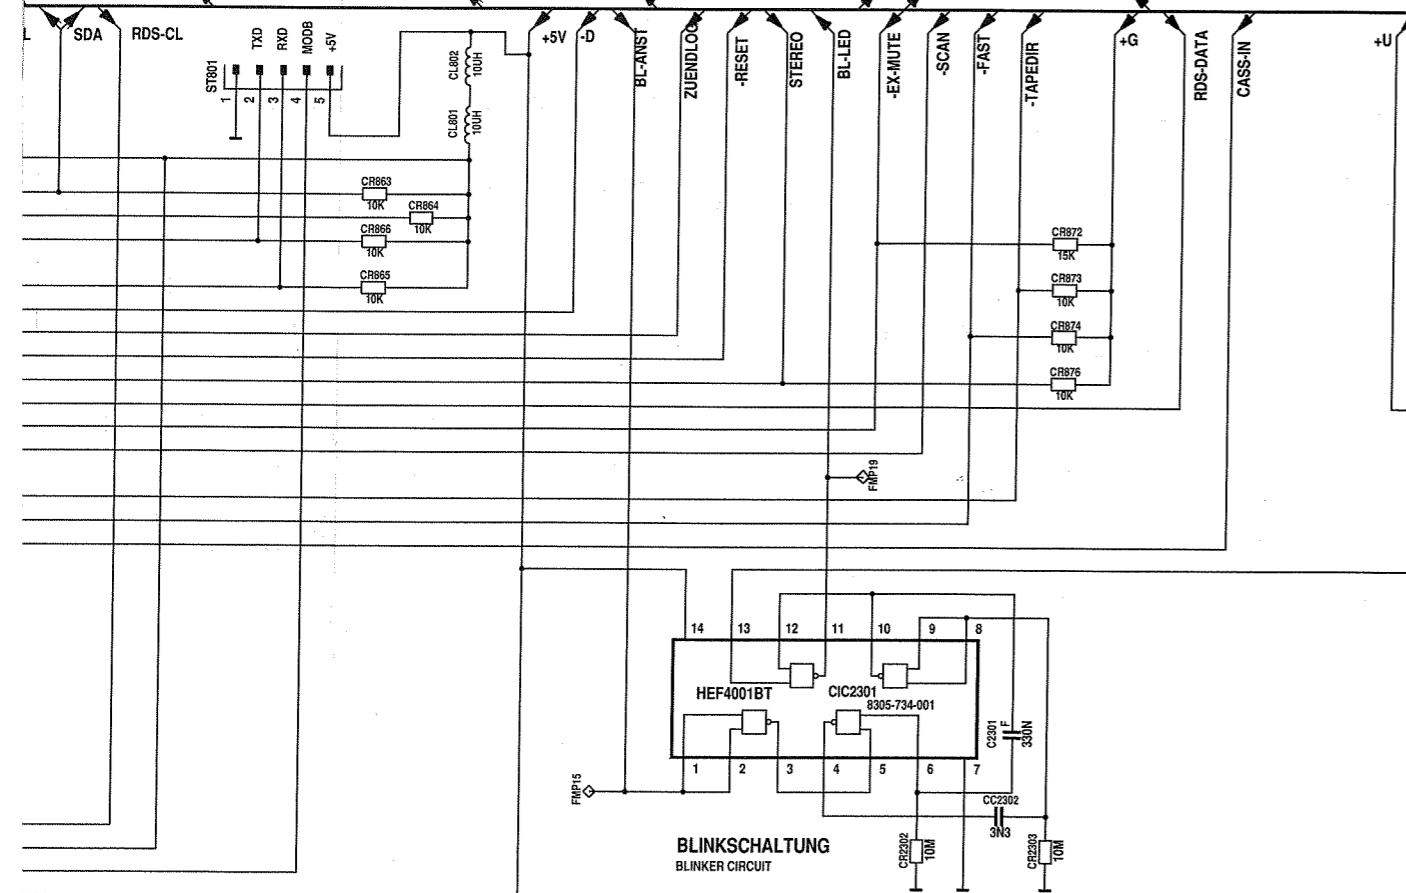 L
SDA
RDS-CL
+5V
-D
BL-ANST
ZUENDLOG
-RESET
STEREO
BL-LED
-EX-MUTE
-SCAN
-FAST
-TAPEDIR
+G
RDS-DATA
CASS-IN
+U
TXD
RXD
MODB
+5V
ST801
1
2
3
4
5
CL802
10UH
CL801
10UH
CR863
10K
CR864
10K
CR866
10K
CR865
10K
CR872
15K
CR873
10K
CR874
10K
CR876
10K
FMP19
14
13
12
11
10
9
8
HEF4001BT
CIC2301
8305-734-001
1
2
3
4
5
6
7
C2301
F
330N
FMP15
CC2302
3N3
CR2302
10M
CR2303
10M
BLINKSCHALTUNG
BLINKER CIRCUIT